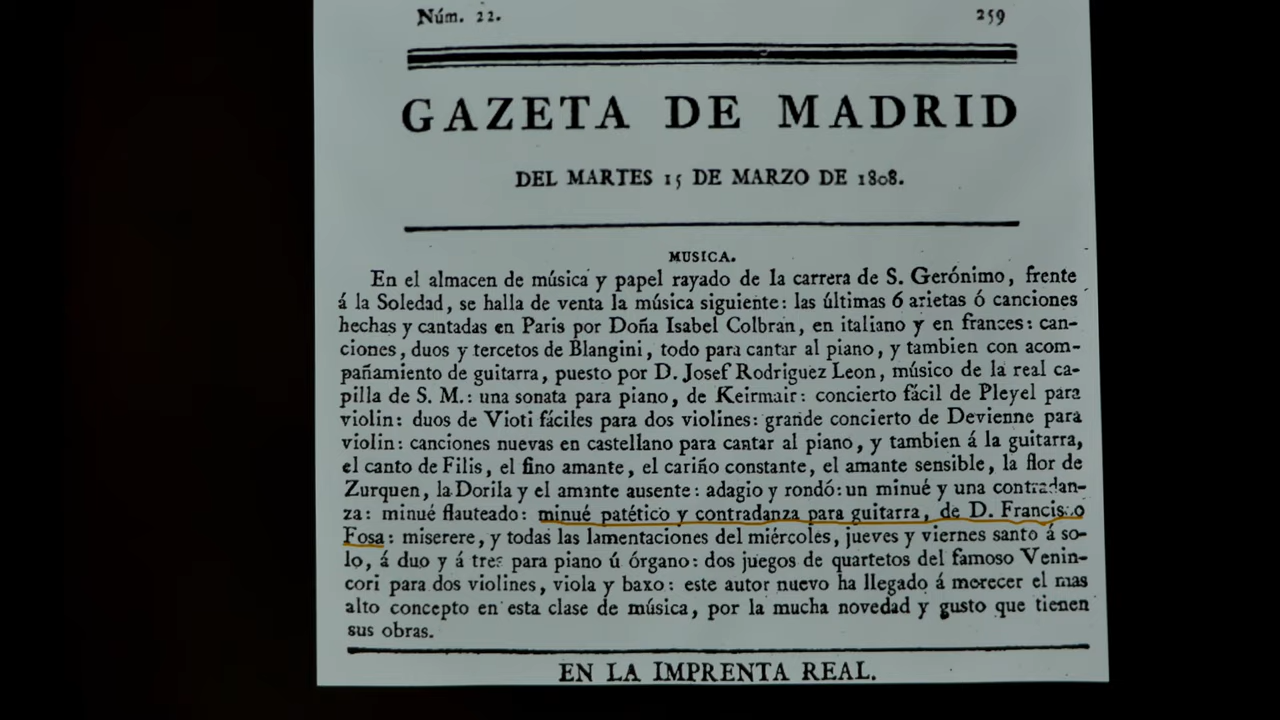 Núm. 22. 259
GAZETA DE MADRID
DEL MARTES 15 DE MARZO DE 1808.
MUSICA.
En el almacen de música y papel rayado de la carrera de S. Gerónimo, frente
á la Soledad, se halla de venta la música siguiente: las últimas 6 arietas ó canciones
hechas y cantadas en Paris por Doña Isabel Colbran, en italiano y en frances: can-
ciones, duos y tercetos de Blangini, todo para cantar al piano, y tambien con acom-
pañamiento de guitarra, puesto por D. Josef Rodriguez Leon, músico de la real ca-
pilla de S. M.: una sonata para piano, de Keirmair: concierto fácil de Pleyel para
violin: duos de Vioti fáciles para dos violines: grande concierto de Devienne para
violin: canciones nuevas en castellano para cantar al piano, y tambien á la guitarra,
el canto de Filis, el fino amante, el cariño constante, el amante sensible, la flor de
Zurquen, la Dorila y el amante ausente: adagio y rondó: un minué y una contradan-
za: minué flauteado: minué patético y contradanza para guitarra, de D. Francisco
Fosa: miserere, y todas las lamentaciones del miércoles, jueves y viernes santo á so-
lo, á duo y á tres para piano ú órgano: dos juegos de quartetos del famoso Venin-
cori para dos violines, viola y baxo: este autor nuevo ha llegado á merecer el mas
alto concepto en esta clase de música, por la mucha novedad y gusto que tienen
sus obras.
EN LA IMPRENTA REAL.